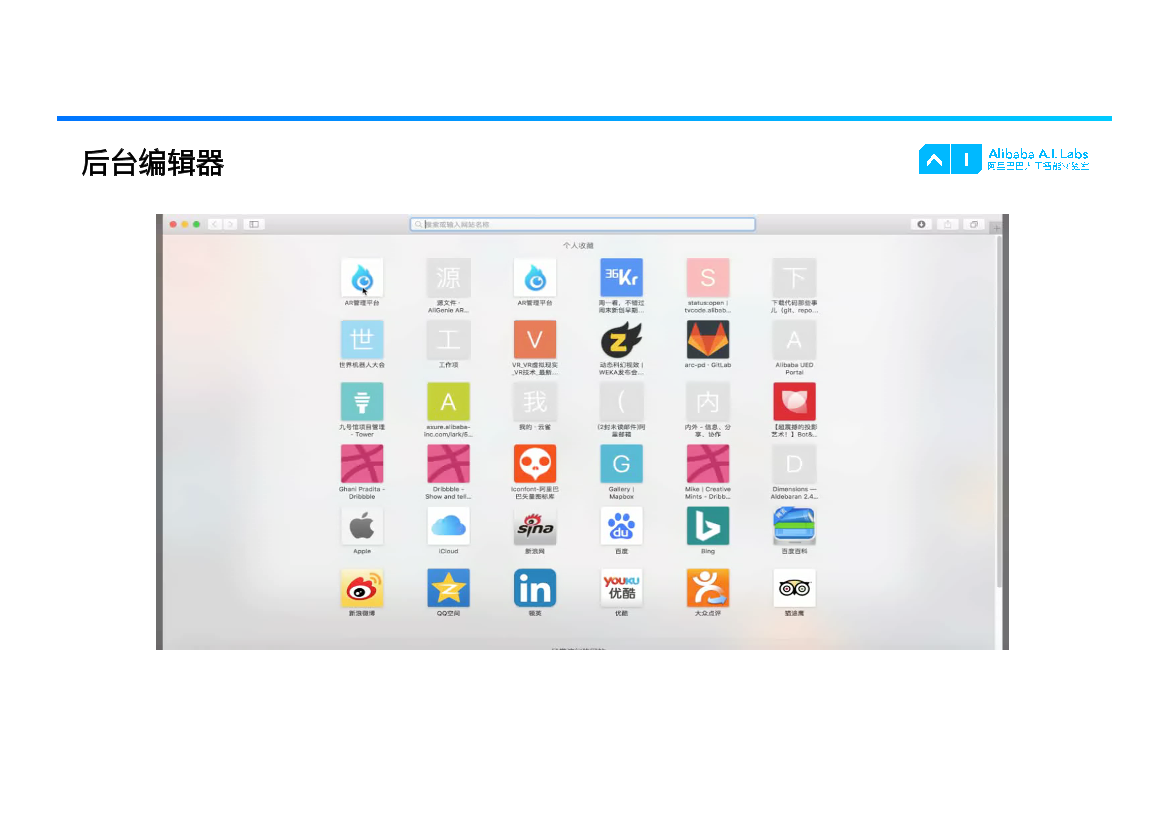 后台编辑器
Alibaba A.I. Labs
阿里巴巴人工智能实验室
搜索或输入网站名称
个人收藏
36Kr
源
S
下
AR管理平台
源文件 ·
AliGenie AR...
AR管理平台
周一看，不错过
周末新创早期...
status:open |
tvcode.alibab...
下载代码那些事
儿（git、repo...
世
工
V
Z
A
世界机器人大会
工作项
VR_VR虚拟现实
_VR技术_最新...
动态科幻视效 |
WEKA发布会...
arc-pd · GitLab
Alibaba UED
Portal
A
我
(
内
九号馆项目管理
- Tower
assure.alibaba-
inc.com/lark/5...
我的 · 云雀
(2封未读邮件)阿
里邮箱
内外 - 信息、分
享、协作
【超震撼的投影
艺术！】Bot&...
G
D
Ghani Pradita -
Dribbble
Dribbble -
Show and tell...
Iconfont-阿里巴
巴矢量图标库
Gallery |
Mapbox
Mike | Creative
Mints - Dribb...
Dimensions —
Aldebaran 2.4...
sina
du
Apple
iCloud
新浪网
百度
Bing
百度百科
in
YOUKU
优酷
新浪微博
QQ空间
领英
优酷
大众点评
猫途鹰